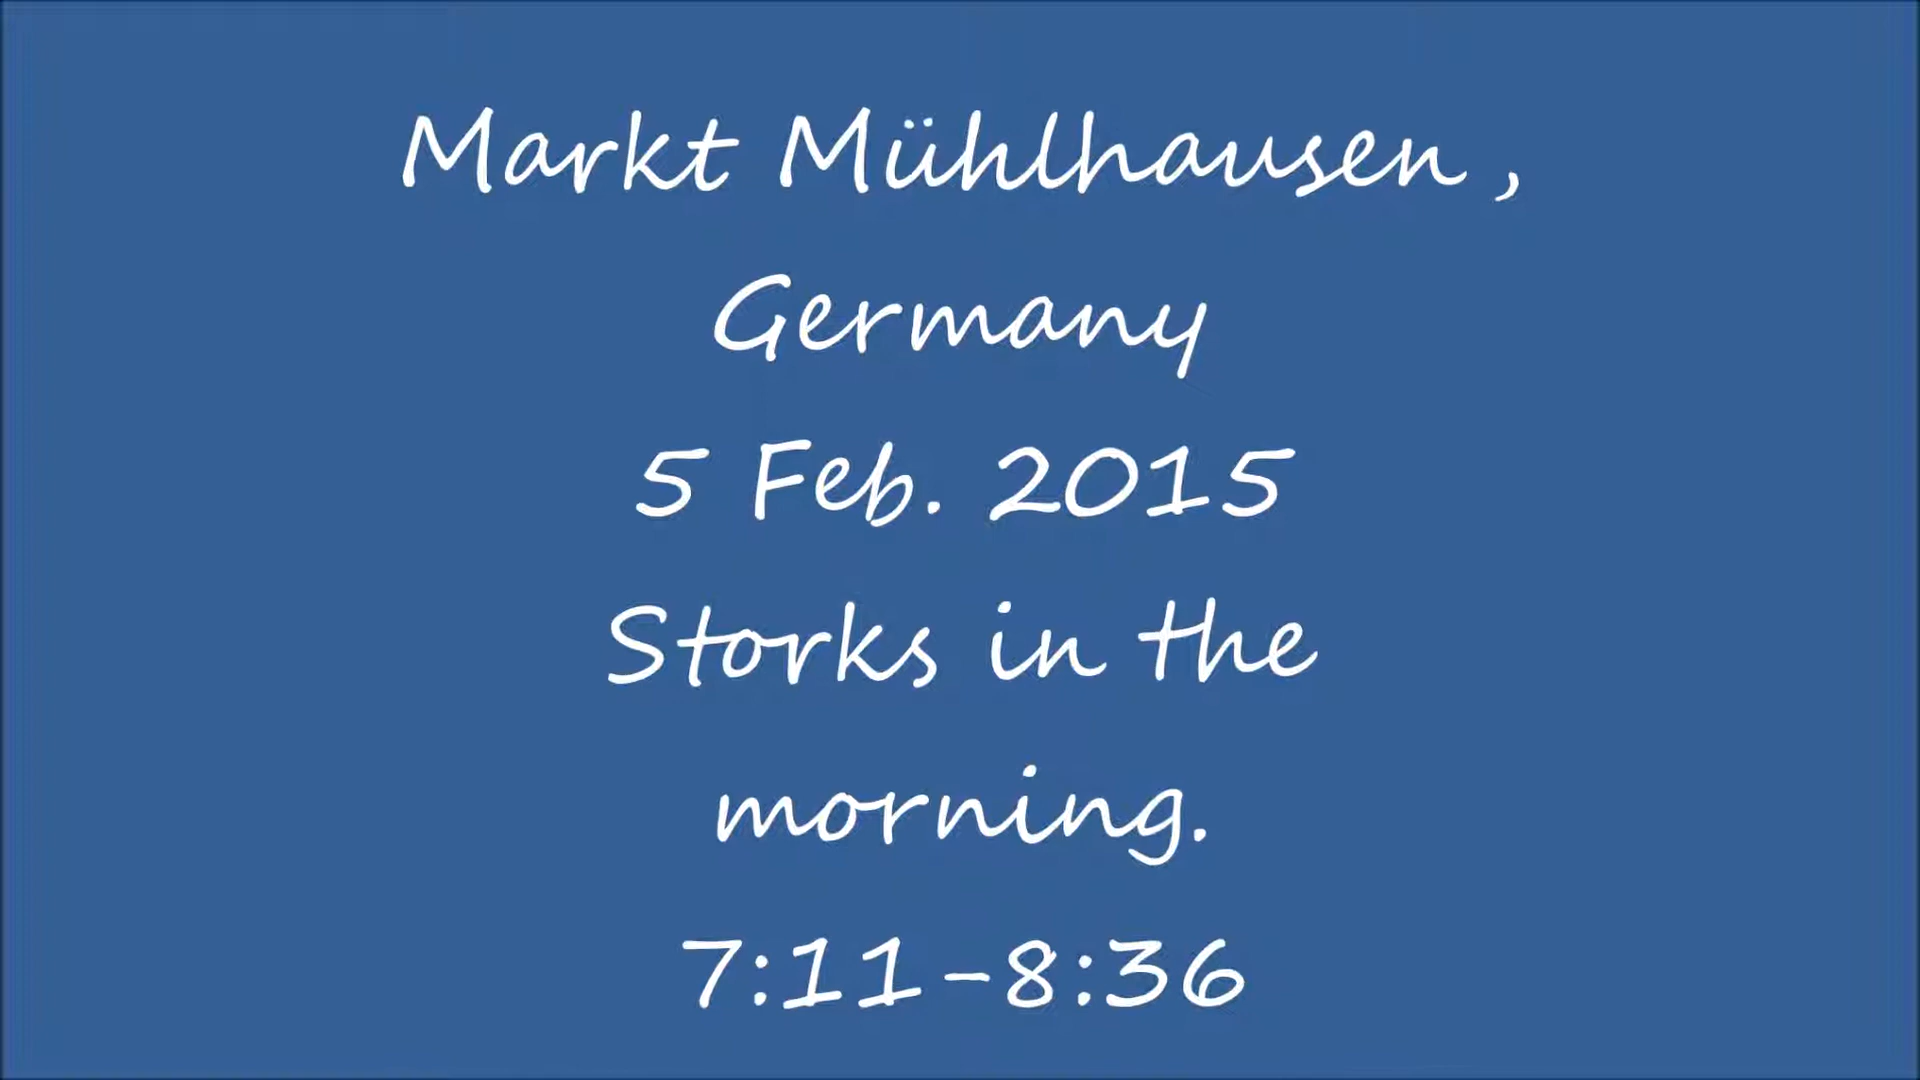 Markt Mühlhausen ,
Germany
5 Feb. 2015
Storks in the
morning.
7:11-8:36